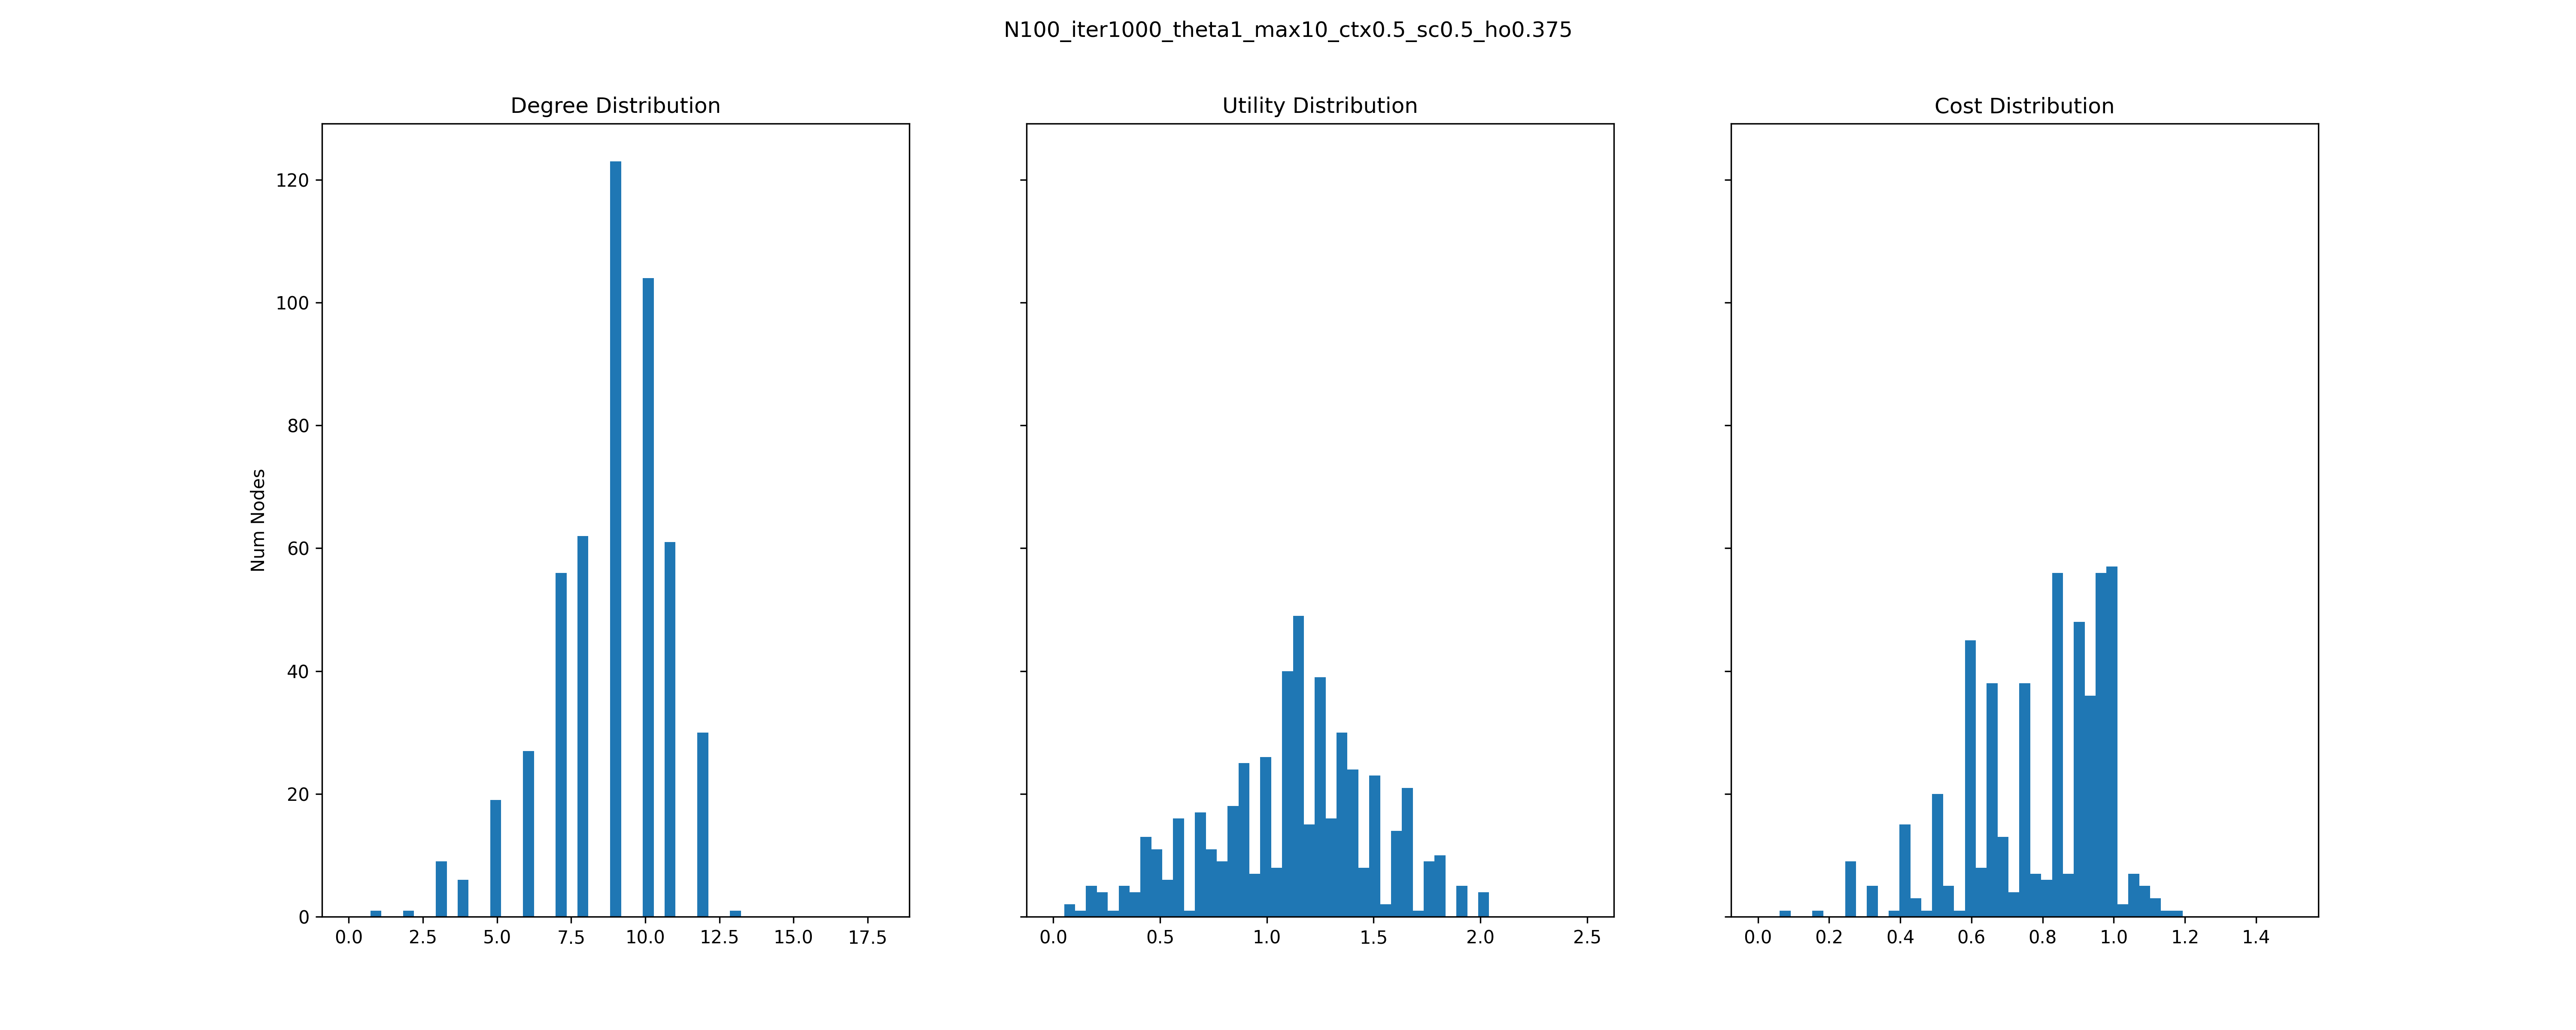 N100_iter1000_theta1_max10_ctx0.5_sc0.5_ho0.375
Degree Distribution
Utility Distribution
Cost Distribution
Num Nodes
120
100
80
60
40
20
0
0.0 2.5 5.0 7.5 10.0 12.5 15.0 17.5
0.0 0.5 1.0 1.5 2.0 2.5
0.0 0.2 0.4 0.6 0.8 1.0 1.2 1.4